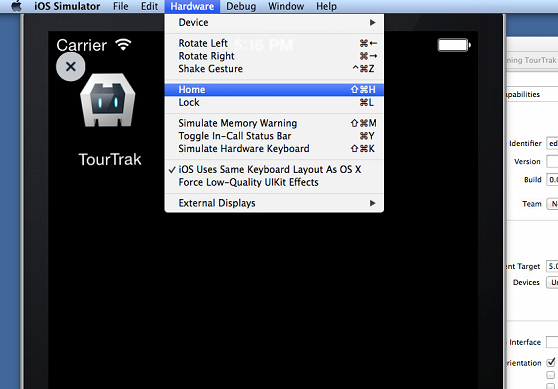 iOS Simulator File Edit Hardware Debug Window Help
Device
Carrier
5:16 PM
Rotate Left ⌘←
Rotate Right ⌘→
Shake Gesture ^⌘Z
Home ⇧⌘H
Lock ⌘L
Simulate Memory Warning ⇧⌘M
Toggle In-Call Status Bar ⌘Y
Simulate Hardware Keyboard ⇧⌘K
✓ iOS Uses Same Keyboard Layout As OS X
Force Low-Quality UIKit Effects
External Displays
TourTrak
ning TourTrak
apabilities
Identifier ed
Version
Build 0.0
Team
ent Target 5.0
Devices
Interface
rientation